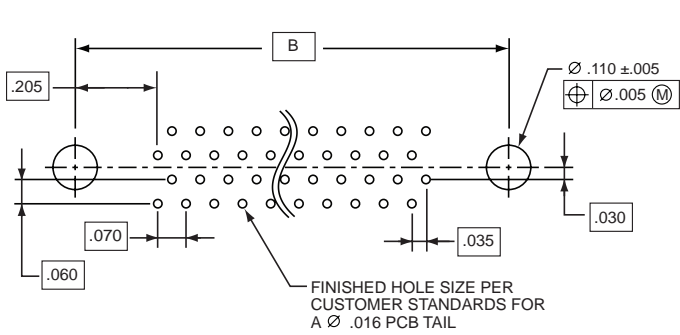 B
.205
Ø .110 ±.005
⌖ Ø.005 Ⓜ
.030
.070
.035
.060
FINISHED HOLE SIZE PER
CUSTOMER STANDARDS FOR
A Ø .016 PCB TAIL